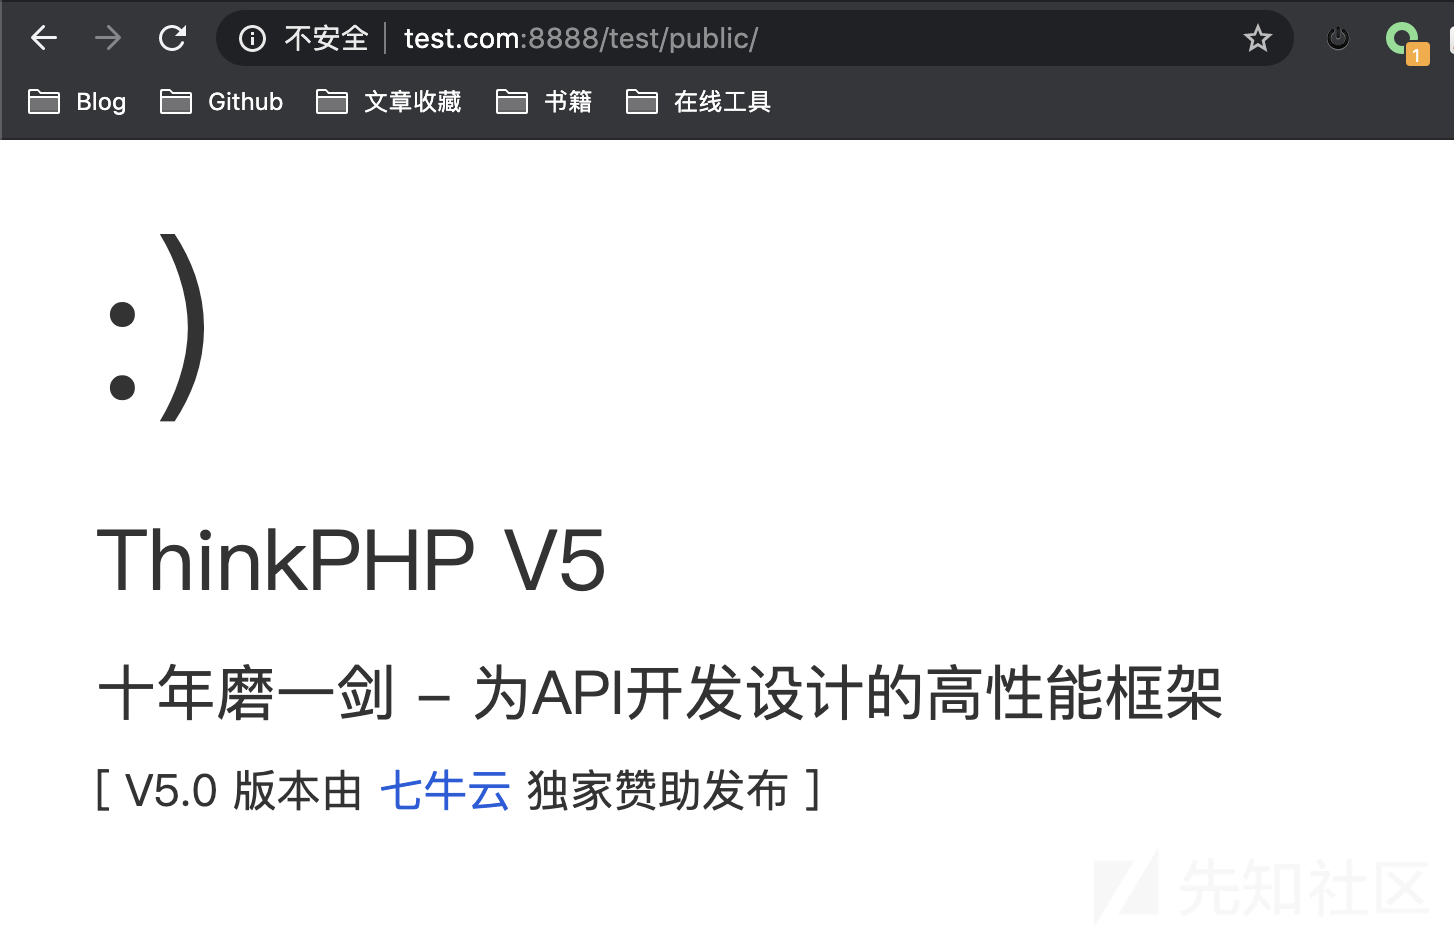 不安全 test.com:8888/test/public/
1
Blog Github 文章收藏 书籍 在线工具
:)
ThinkPHP V5
十年磨一剑 – 为API开发设计的高性能框架
[ V5.0 版本由 七牛云 独家赞助发布 ]
先知社区